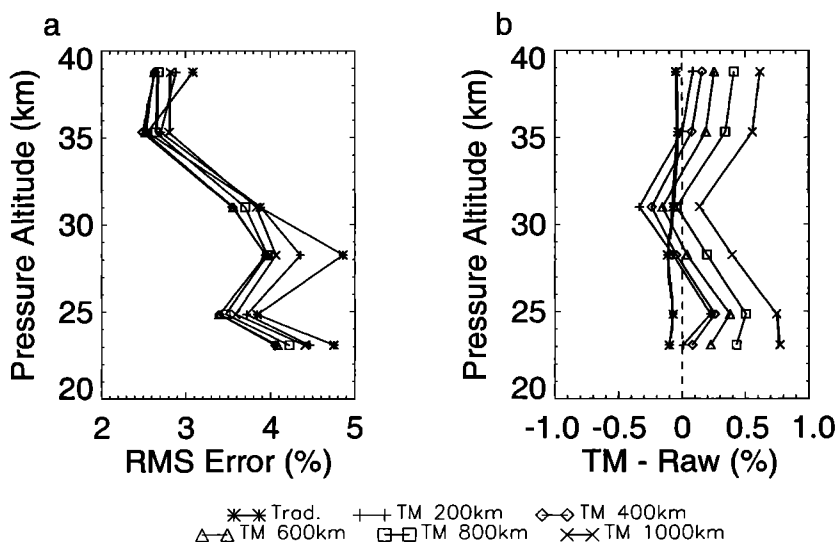 a
b
40
35
30
25
20
Pressure Altitude (km)
2 3 4 5
RMS Error (%)
40
35
30
25
20
Pressure Altitude (km)
-1.0 -0.5 0 0.5 1.0
TM - Raw (%)
Trad. TM 200km TM 400km
TM 600km TM 800km TM 1000km